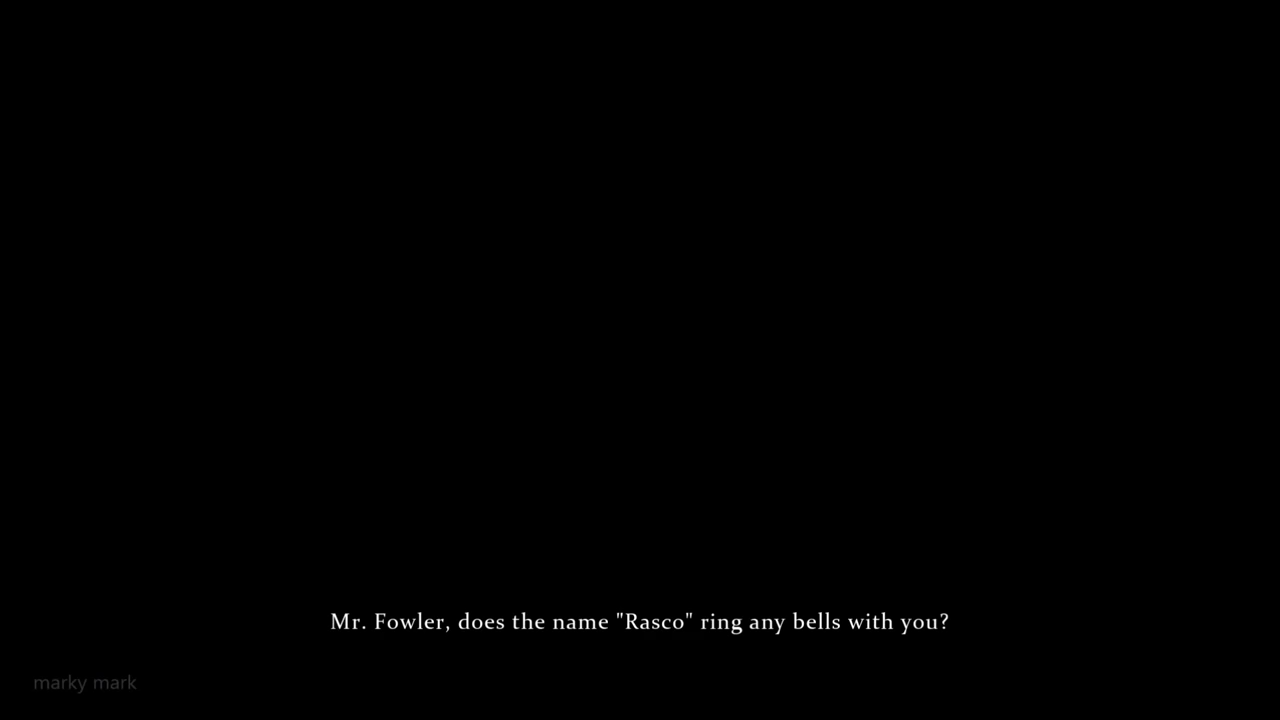 Mr. Fowler, does the name "Rasco" ring any bells with you?
marky mark